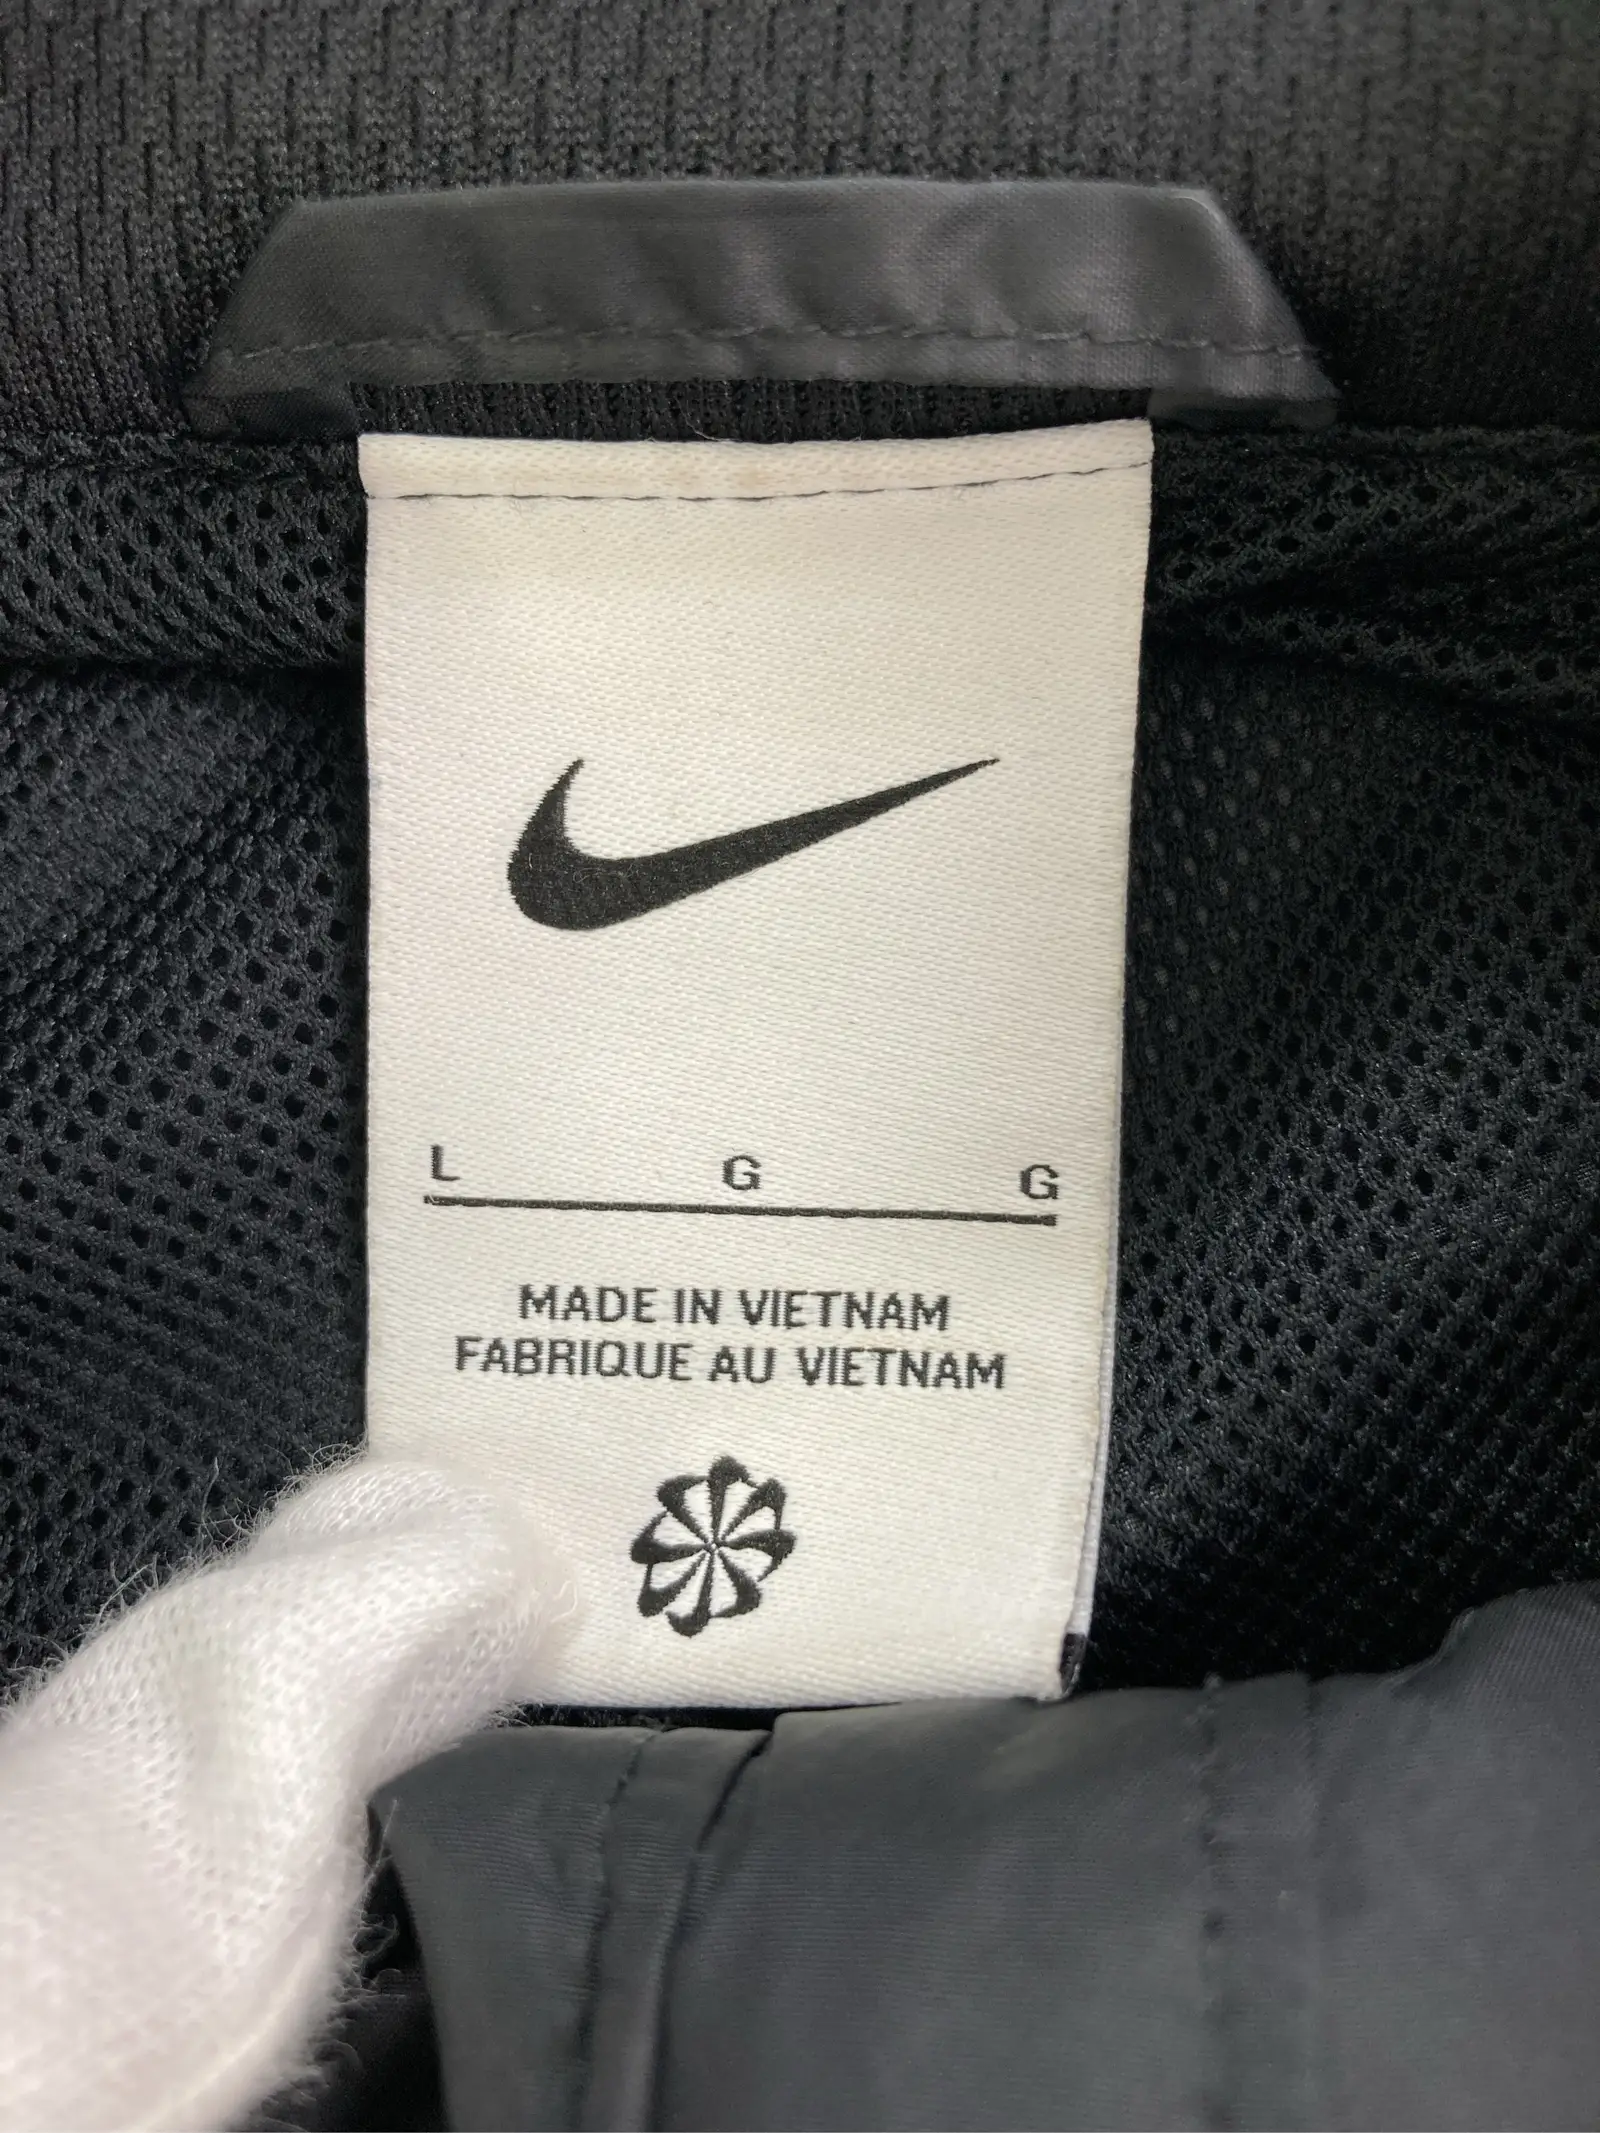 L G G
MADE IN VIETNAM
FABRIQUE AU VIETNAM